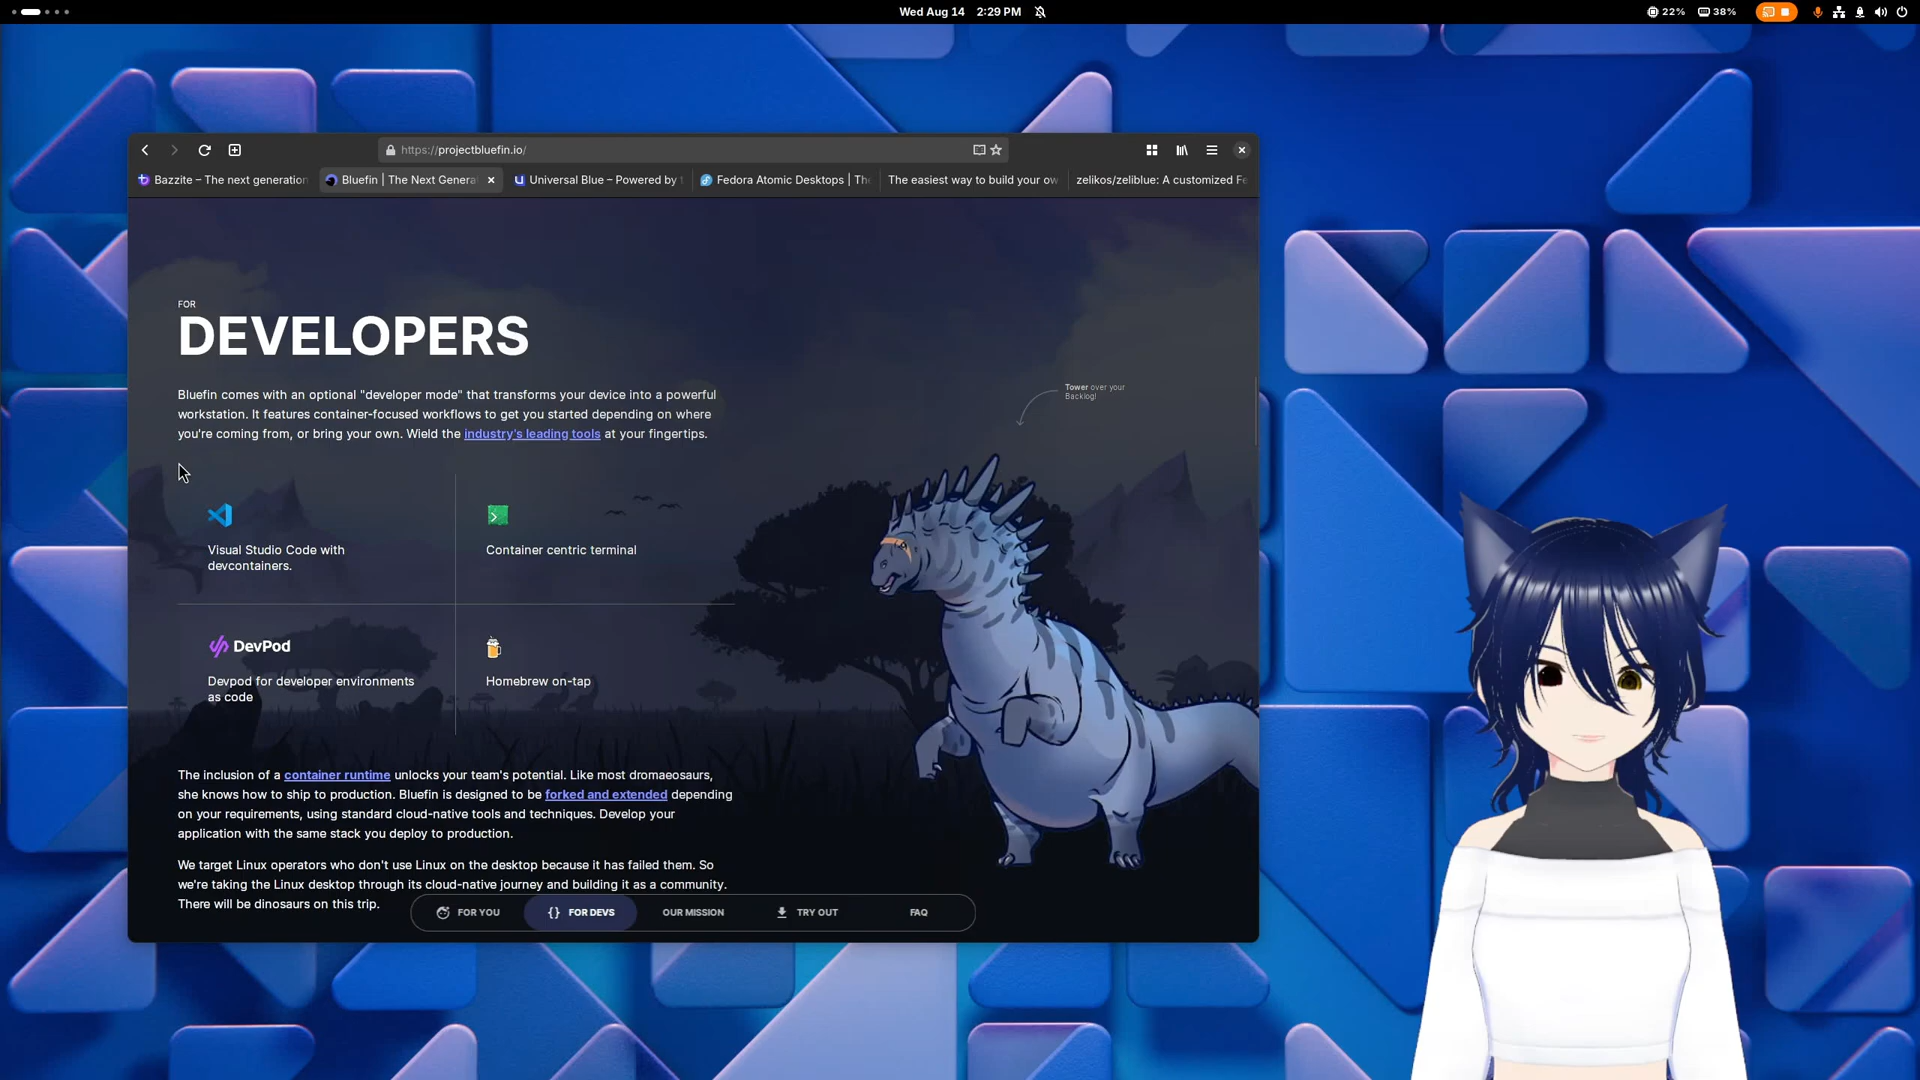 Wed Aug 14 2:29 PM
22% 38%
https://projectbluefin.io/
Bazzite – The next generation
Bluefin | The Next Genera
Universal Blue – Powered by t
Fedora Atomic Desktops | The
The easiest way to build your ow
zelikos/zeliblue: A customized Fe
FOR
DEVELOPERS
Bluefin comes with an optional "developer mode" that transforms your device into a powerful
workstation. It features container-focused workflows to get you started depending on where
you're coming from, or bring your own. Wield the industry's leading tools at your fingertips.
Tower over your
Backlog!
Visual Studio Code with
devcontainers.
Container centric terminal
DevPod
Devpod for developer environments
as code
Homebrew on-tap
The inclusion of a container runtime unlocks your team's potential. Like most dromaeosaurs,
she knows how to ship to production. Bluefin is designed to be forked and extended depending
on your requirements, using standard cloud-native tools and techniques. Develop your
application with the same stack you deploy to production.
We target Linux operators who don't use Linux on the desktop because it has failed them. So
we're taking the Linux desktop through its cloud-native journey and building it as a community.
There will be dinosaurs on this trip.
FOR YOU
{} FOR DEVS
OUR MISSION
TRY OUT
FAQ